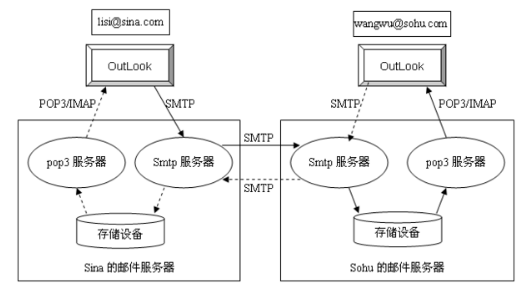 lisi@sina.com
wangwu@sohu.com
OutLook
OutLook
POP3/IMAP
SMTP
SMTP
POP3/IMAP
SMTP
pop3 服务器
Smtp 服务器
Smtp 服务器
pop3 服务器
SMTP
存储设备
存储设备
Sina 的邮件服务器
Sohu 的邮件服务器